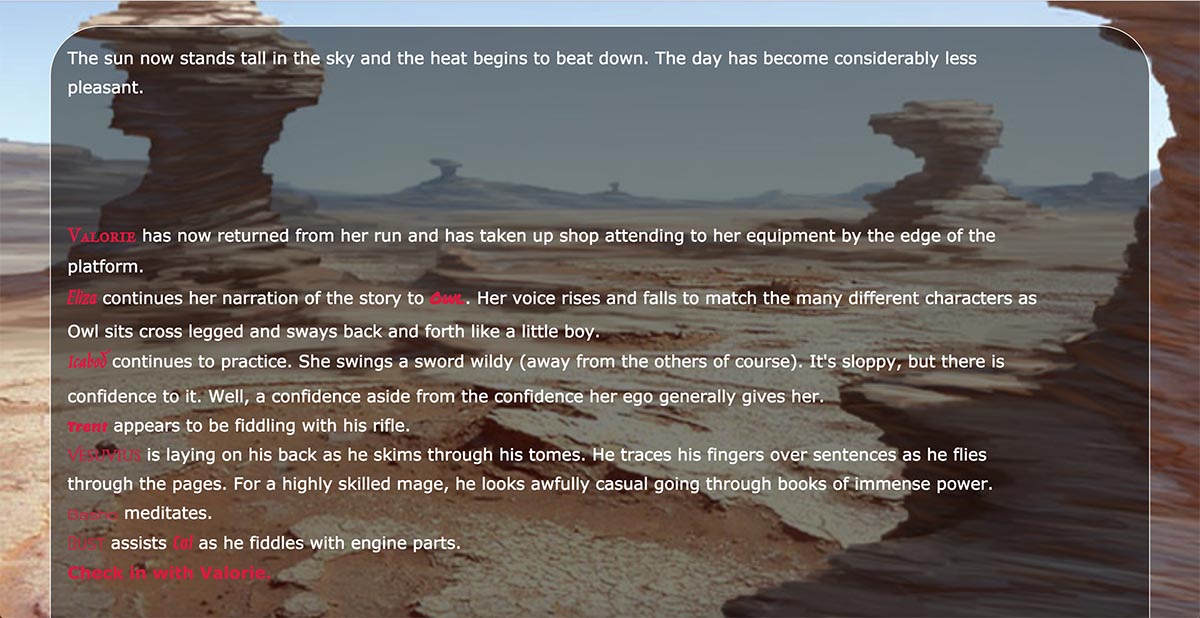 The sun now stands tall in the sky and the heat begins to beat down. The day has become considerably less
pleasant.
Valorie has now returned from her run and has taken up shop attending to her equipment by the edge of the
platform.
Eliza continues her narration of the story to Owl. Her voice rises and falls to match the many different characters as
Owl sits cross legged and sways back and forth like a little boy.
Icabod continues to practice. She swings a sword wildy (away from the others of course). It's sloppy, but there is
confidence to it. Well, a confidence aside from the confidence her ego generally gives her.
Trent appears to be fiddling with his rifle.
Vesuvius is laying on his back as he skims through his tomes. He traces his fingers over sentences as he flies
through the pages. For a highly skilled mage, he looks awfully casual going through books of immense power.
meditates.
assists as he fiddles with engine parts.
Check in with Valorie.